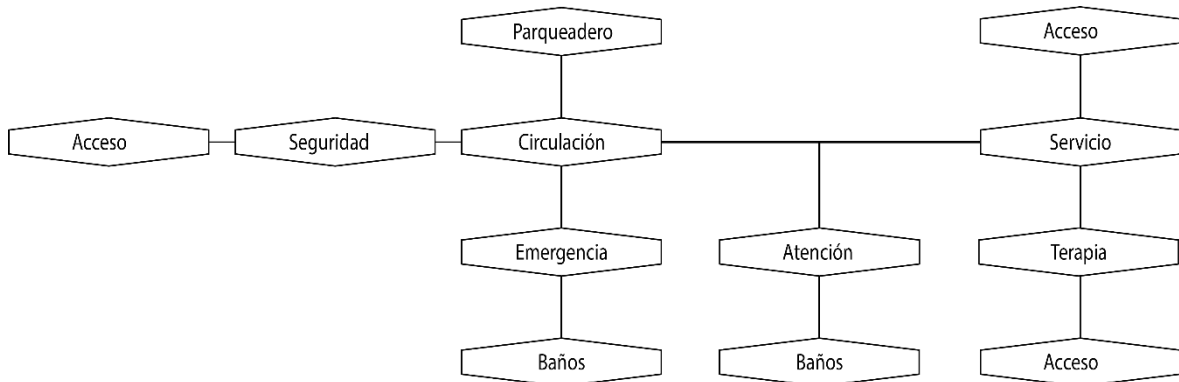 Parqueadero
Acceso
Acceso
Seguridad
Circulación
Servicio
Emergencia
Atención
Terapia
Baños
Baños
Acceso